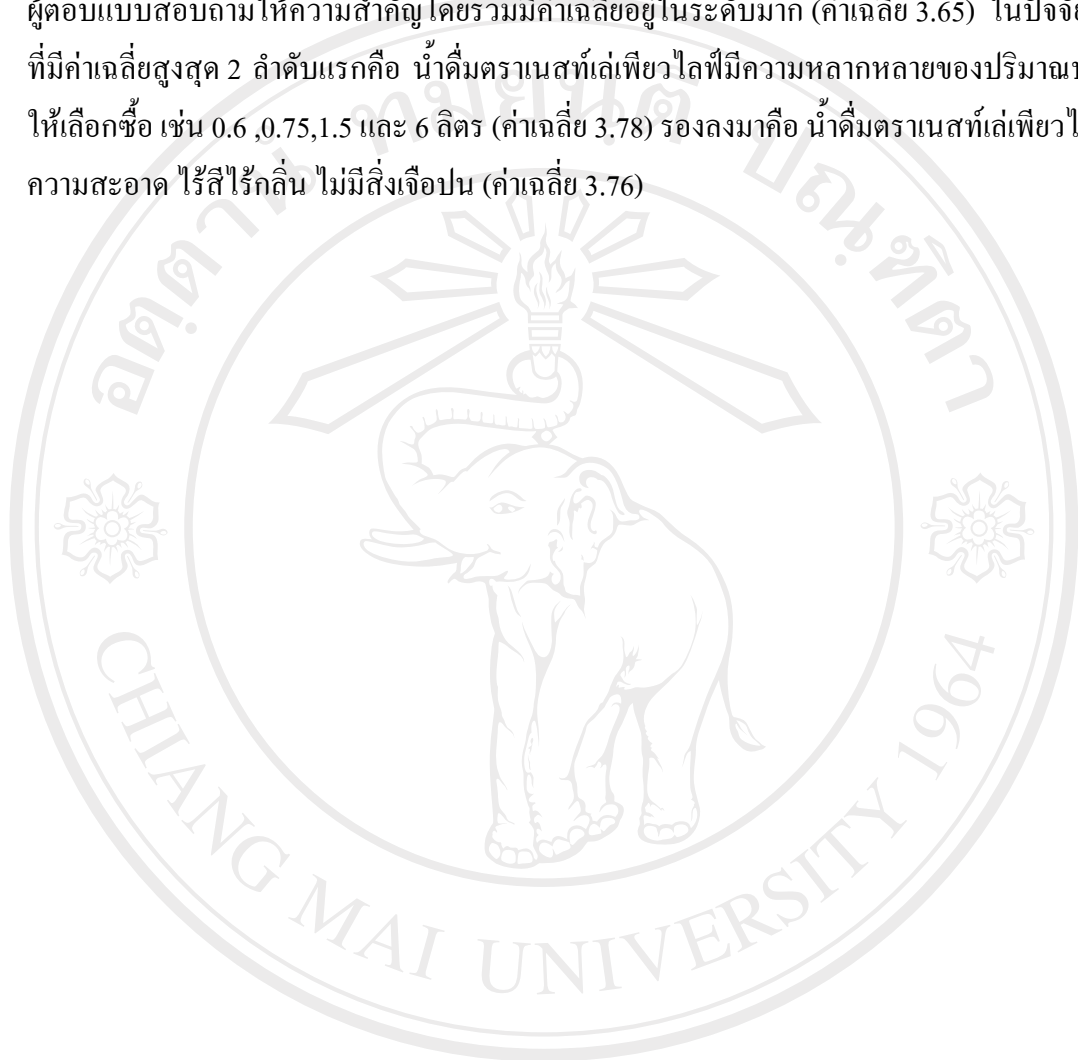 ผู้ตอบแบบสอบถามให้ความสำคัญโดยรวมมีค่าเฉลี่ยอยู่ในระดับมาก (ค่าเฉลี่ย 3.65) ในปัจจัย
ที่มีค่าเฉลี่ยสูงสุด 2 ลำดับแรกคือ น้ำดื่มตราเนสท์เล่เพียวไลฟ์มีความหลากหลายของปริมาณ
ให้เลือกซื้อ เช่น 0.6 ,0.75,1.5 และ 6 ลิตร (ค่าเฉลี่ย 3.78) รองลงมาคือ น้ำดื่มตราเนสท์เล่เพียวไ
ความสะอาด ไร้สีไร้กลิ่น ไม่มีสิ่งเจือปน (ค่าเฉลี่ย 3.76)
CHIANG MAI UNIVERSITY 1964